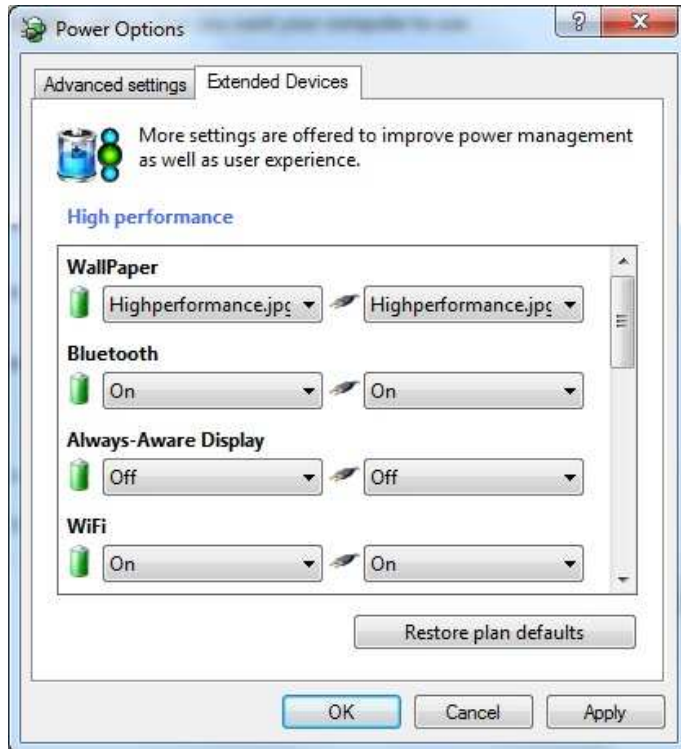 Power Options
Advanced settings Extended Devices
More settings are offered to improve power management
as well as user experience.
High performance
WallPaper
Highperformance.jpg Highperformance.jpg
Bluetooth
On On
Always-Aware Display
Off Off
WiFi
On On
Restore plan defaults
OK Cancel Apply